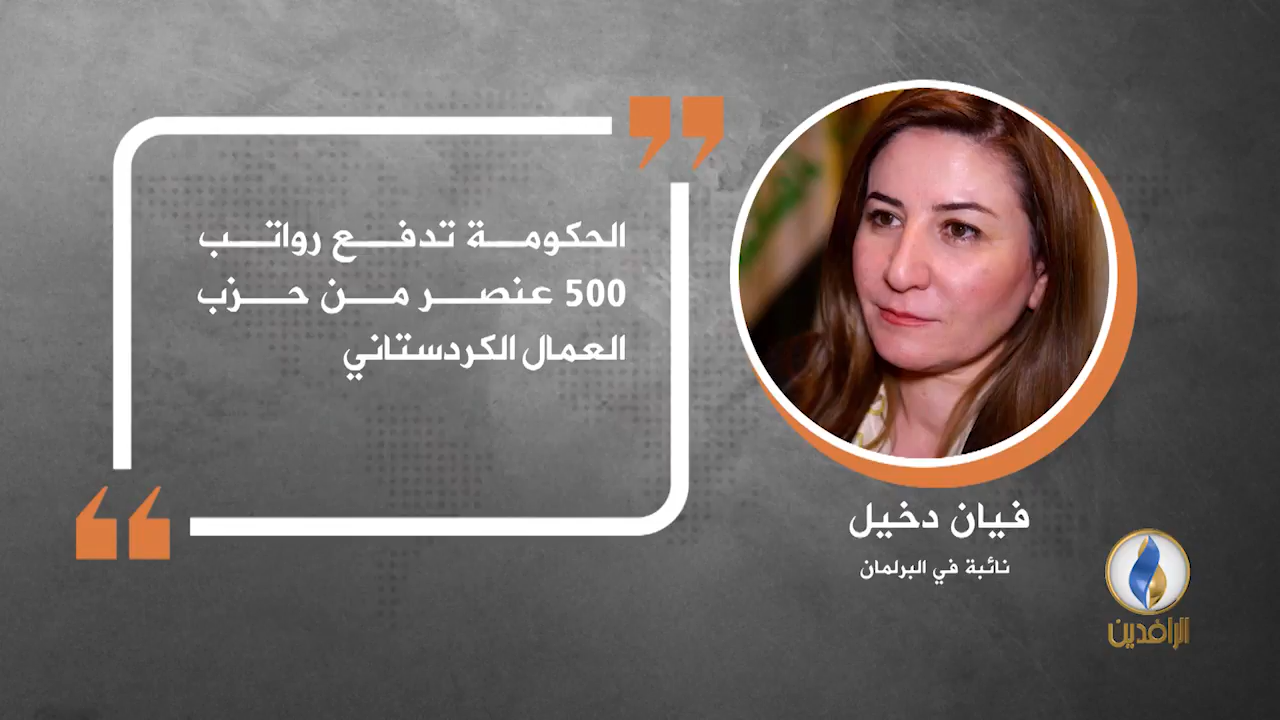 الحكومة تدفع رواتب
500 عنصر من حزب
العمال الكردستاني
فيان دخيل
نائبة في البرلمان
الرافدين